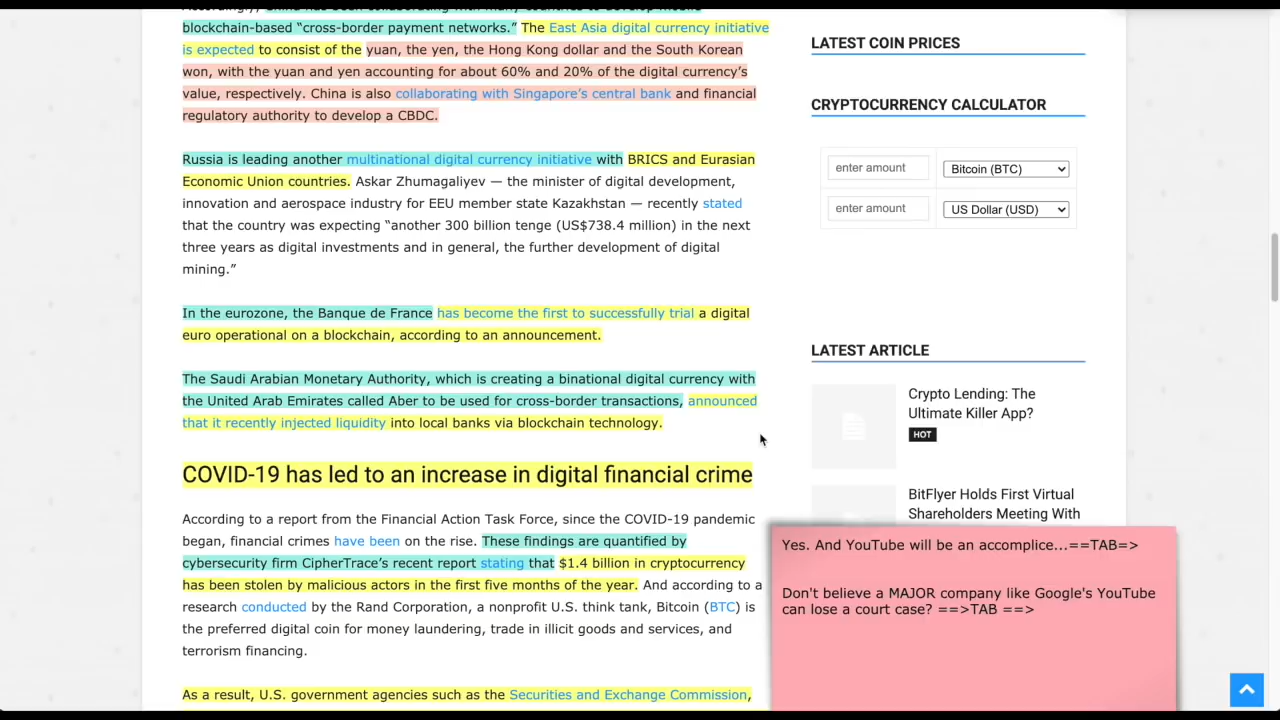 blockchain-based “cross-border payment networks.” The East Asia digital currency initiative
is expected to consist of the yuan, the yen, the Hong Kong dollar and the South Korean
won, with the yuan and yen accounting for about 60% and 20% of the digital currency’s
value, respectively. China is also collaborating with Singapore’s central bank and financial
regulatory authority to develop a CBDC.
Russia is leading another multinational digital currency initiative with BRICS and Eurasian
Economic Union countries. Askar Zhumagaliyev — the minister of digital development,
innovation and aerospace industry for EEU member state Kazakhstan — recently stated
that the country was expecting “another 300 billion tenge (US$738.4 million) in the next
three years as digital investments and in general, the further development of digital
mining.”
In the eurozone, the Banque de France has become the first to successfully trial a digital
euro operational on a blockchain, according to an announcement.
The Saudi Arabian Monetary Authority, which is creating a binational digital currency with
the United Arab Emirates called Aber to be used for cross-border transactions, announced
that it recently injected liquidity into local banks via blockchain technology.
COVID-19 has led to an increase in digital financial crime
According to a report from the Financial Action Task Force, since the COVID-19 pandemic
began, financial crimes have been on the rise. These findings are quantified by
cybersecurity firm CipherTrace’s recent report stating that $1.4 billion in cryptocurrency
has been stolen by malicious actors in the first five months of the year. And according to a
research conducted by the Rand Corporation, a nonprofit U.S. think tank, Bitcoin (BTC) is
the preferred digital coin for money laundering, trade in illicit goods and services, and
terrorism financing.
As a result, U.S. government agencies such as the Securities and Exchange Commission,
LATEST COIN PRICES
CRYPTOCURRENCY CALCULATOR
enter amount Bitcoin (BTC)
enter amount US Dollar (USD)
LATEST ARTICLE
Crypto Lending: The
Ultimate Killer App?
HOT
BitFlyer Holds First Virtual
Shareholders Meeting With
Yes. And YouTube will be an accomplice...==TAB=>
Don't believe a MAJOR company like Google's YouTube
can lose a court case? ==>TAB ==>